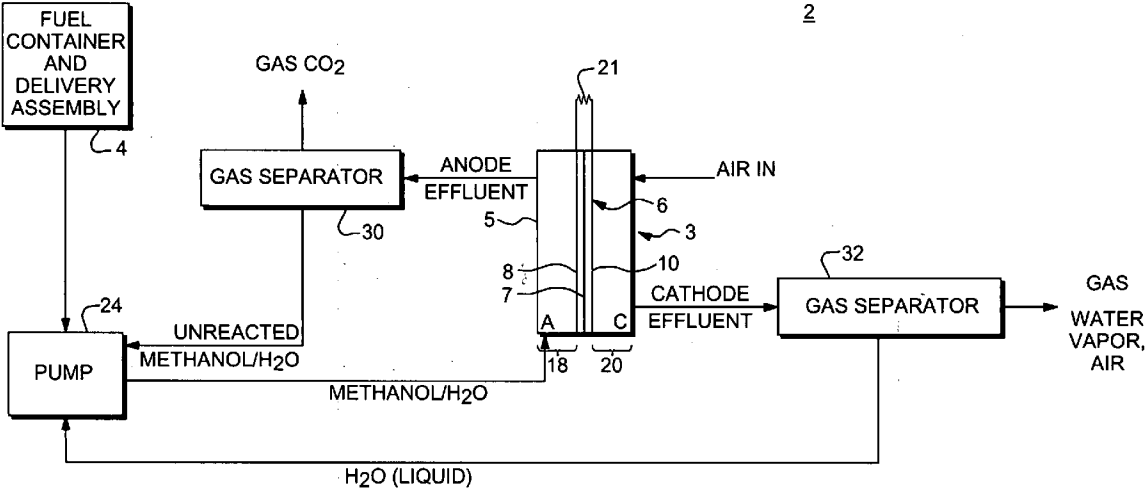 2
FUEL
CONTAINER
AND
DELIVERY
ASSEMBLY
4
GAS CO2
21
GAS SEPARATOR
30
ANODE
EFFLUENT
AIR IN
5
6
3
8
10
7
A
C
18
20
CATHODE
EFFLUENT
32
GAS SEPARATOR
GAS
WATER
VAPOR,
AIR
24
PUMP
UNREACTED
METHANOL/H2O
METHANOL/H2O
H2O (LIQUID)